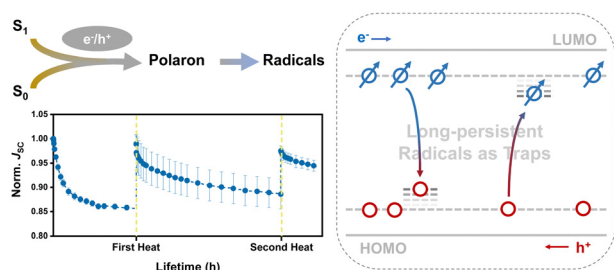 S1
S0
e-/h+
Polaron
Radicals
Norm. JSC
1.05
1.00
0.95
0.90
0.85
0.80
First Heat
Second Heat
Lifetime (h)
e-
LUMO
Long-persistent
Radicals as Traps
HOMO
h+